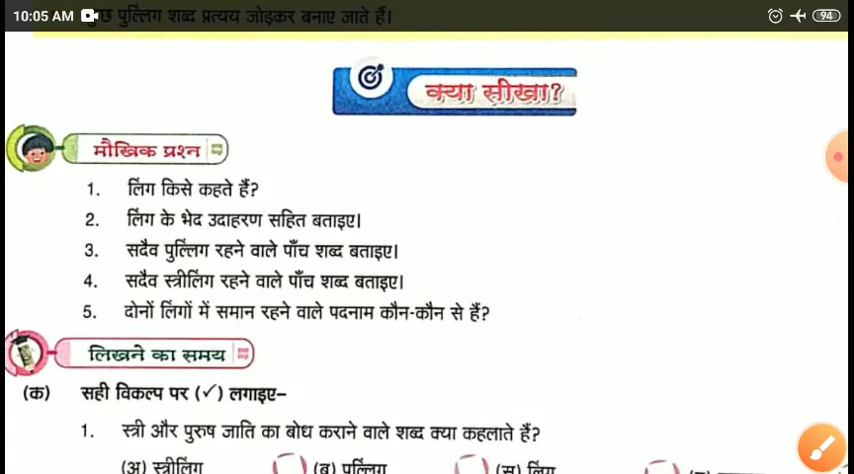 10:05 AM 94
पुल्लिंग शब्द प्रत्यय जोड़कर बनाए जाते हैं।
क्या सीखा?
मौखिक प्रश्न
1. लिंग किसे कहते हैं?
2. लिंग के भेद उदाहरण सहित बताइए।
3. सदैव पुल्लिंग रहने वाले पाँच शब्द बताइए।
4. सदैव स्त्रीलिंग रहने वाले पाँच शब्द बताइए।
5. दोनों लिंगों में समान रहने वाले पदनाम कौन-कौन से हैं?
लिखने का समय
(क) सही विकल्प पर (✓) लगाइए–
1. स्त्री और पुरुष जाति का बोध कराने वाले शब्द क्या कहलाते हैं?
(अ) स्त्रीलिंग (ब) पुल्लिंग (स) लिंग